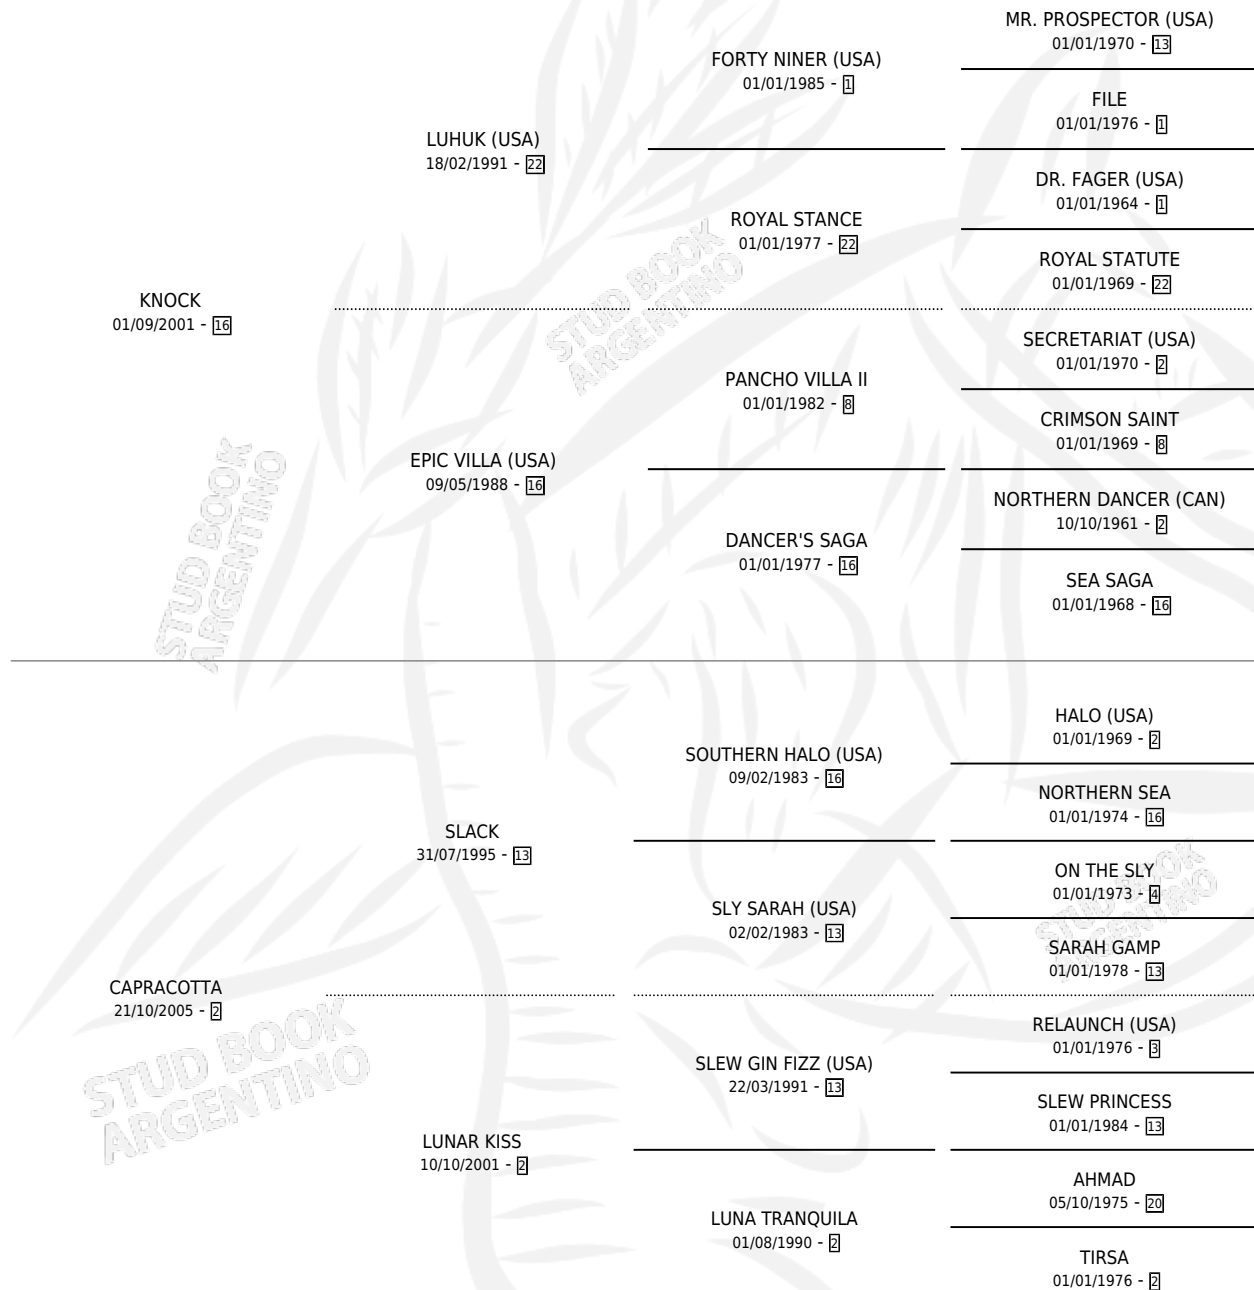 MR. PROSPECTOR (USA)
01/01/1970 - 13
FORTY NINER (USA)
01/01/1985 - 1
FILE
01/01/1976 - 1
LUHUK (USA)
18/02/1991 - 22
DR. FAGER (USA)
01/01/1964 - 1
ROYAL STANCE
01/01/1977 - 22
ROYAL STATUTE
01/01/1969 - 22
KNOCK
01/09/2001 - 16
STUD BOOK
ARGENTINO
SECRETARIAT (USA)
01/01/1970 - 2
PANCHO VILLA II
01/01/1982 - 8
CRIMSON SAINT
01/01/1969 - 8
EPIC VILLA (USA)
09/05/1988 - 16
NORTHERN DANCER (CAN)
10/10/1961 - 2
DANCER'S SAGA
01/01/1977 - 16
SEA SAGA
01/01/1968 - 16
STUD BOOK
ARGENTINO
HALO (USA)
01/01/1969 - 2
SOUTHERN HALO (USA)
09/02/1983 - 16
NORTHERN SEA
01/01/1974 - 16
SLACK
31/07/1995 - 13
ON THE SLY
01/01/1973 - 4
SLY SARAH (USA)
02/02/1983 - 13
SARAH GAMP
01/01/1978 - 13
STUD BOOK
ARGENTINO
CAPRACOTTA
21/10/2005 - 2
RELAUNCH (USA)
01/01/1976 - 3
SLEW GIN FIZZ (USA)
22/03/1991 - 13
SLEW PRINCESS
01/01/1984 - 13
STUD BOOK
ARGENTINO
LUNAR KISS
10/10/2001 - 2
AHMAD
05/10/1975 - 20
LUNA TRANQUILA
01/08/1990 - 2
TIRSA
01/01/1976 - 2